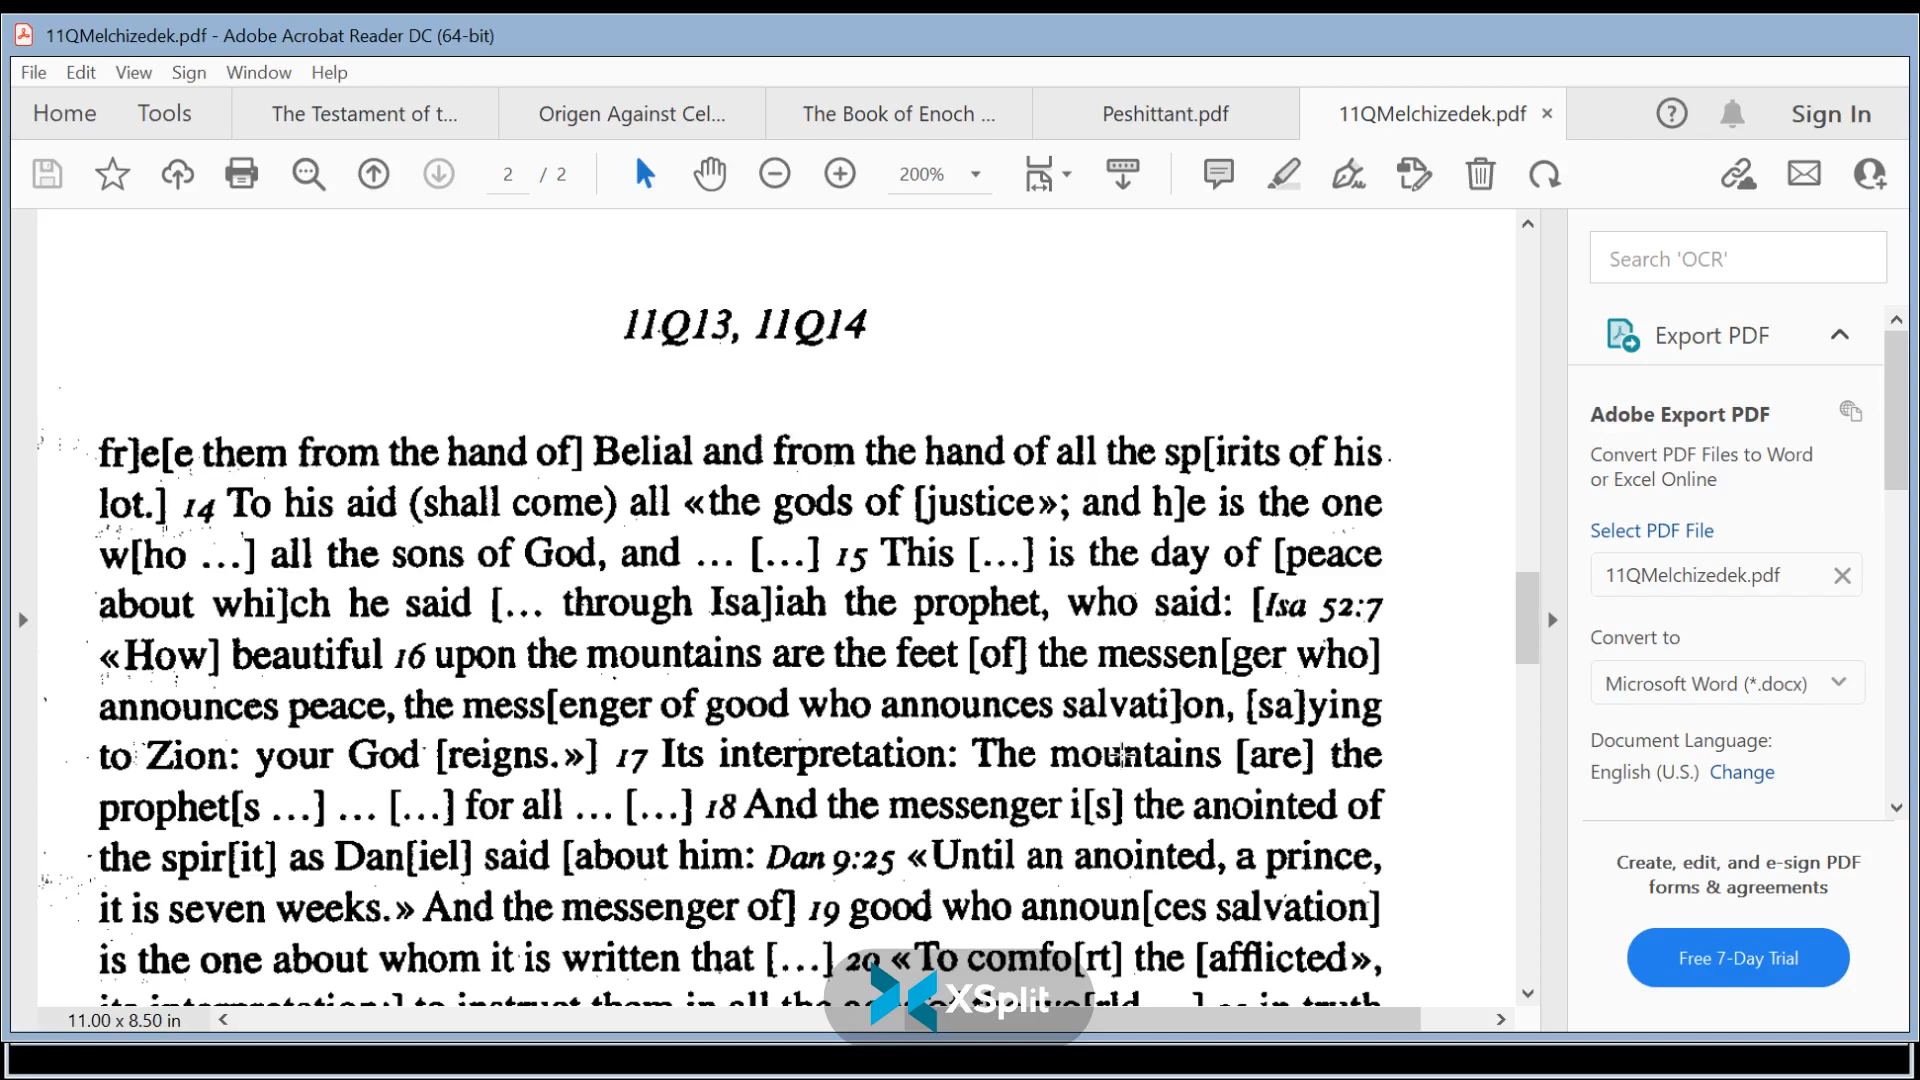 11QMelchizedek.pdf - Adobe Acrobat Reader DC (64-bit)
File Edit View Sign Window Help
Home Tools The Testament of t... Origen Against Cel... The Book of Enoch ... Peshittant.pdf 11QMelchizedek.pdf × Sign In
2 / 2 200%
Search 'OCR'
Export PDF
Adobe Export PDF
Convert PDF Files to Word
or Excel Online
Select PDF File
11QMelchizedek.pdf
Convert to
Microsoft Word (*.docx)
Document Language:
English (U.S.) Change
Create, edit, and e-sign PDF
forms & agreements
Free 7-Day Trial
11Q13, 11Q14
fr]e[e them from the hand of] Belial and from the hand of all the sp[irits of his
lot.] 14 To his aid (shall come) all «the gods of [justice»; and h]e is the one
w[ho ...] all the sons of God, and ... [...] 15 This [...] is the day of [peace
about whi]ch he said [... through Isa]iah the prophet, who said: [Isa 52:7
«How] beautiful 16 upon the mountains are the feet [of] the messen[ger who]
announces peace, the mess[enger of good who announces salvati]on, [sa]ying
to Zion: your God [reigns.»] 17 Its interpretation: The mountains [are] the
prophet[s ...] ... [...] for all ... [...] 18 And the messenger i[s] the anointed of
the spir[it] as Dan[iel] said [about him: Dan 9:25 «Until an anointed, a prince,
it is seven weeks.» And the messenger of] 19 good who announ[ces salvation]
is the one about whom it is written that [...] 20 «To comfo[rt] the [afflicted»,
XSplit
11.00 x 8.50 in